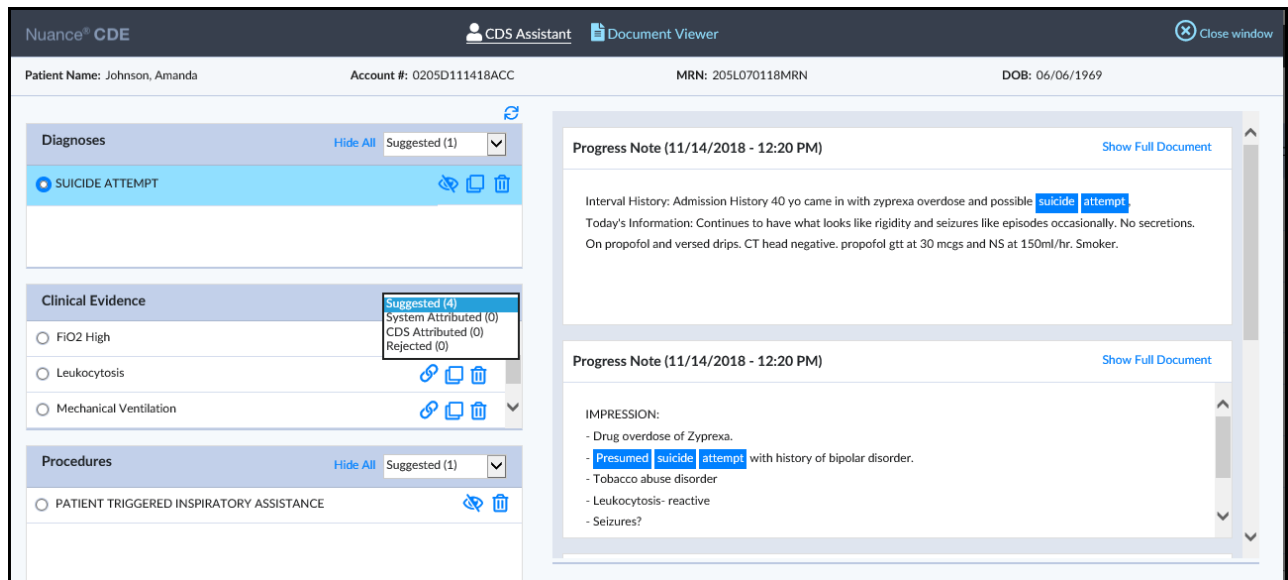 Nuance® CDE
CDS Assistant
Document Viewer
Close window
Patient Name: Johnson, Amanda
Account #: 0205D111418ACC
MRN: 205L070118MRN
DOB: 06/06/1969
Diagnoses
Hide All
Suggested (1)
SUICIDE ATTEMPT
Clinical Evidence
Suggested (4)
System Attributed (0)
CDS Attributed (0)
Rejected (0)
FiO2 High
Leukocytosis
Mechanical Ventilation
Procedures
Hide All
Suggested (1)
PATIENT TRIGGERED INSPIRATORY ASSISTANCE
Progress Note (11/14/2018 - 12:20 PM)
Show Full Document
Interval History: Admission History 40 yo came in with zyprexa overdose and possible suicide attempt.
Today's Information: Continues to have what looks like rigidity and seizures like episodes occasionally. No secretions.
On propofol and versed drips. CT head negative. propofol gtt at 30 mcgs and NS at 150ml/hr. Smoker.
Progress Note (11/14/2018 - 12:20 PM)
Show Full Document
IMPRESSION:
- Drug overdose of Zyprexa.
- Presumed suicide attempt with history of bipolar disorder.
- Tobacco abuse disorder
- Leukocytosis- reactive
- Seizures?